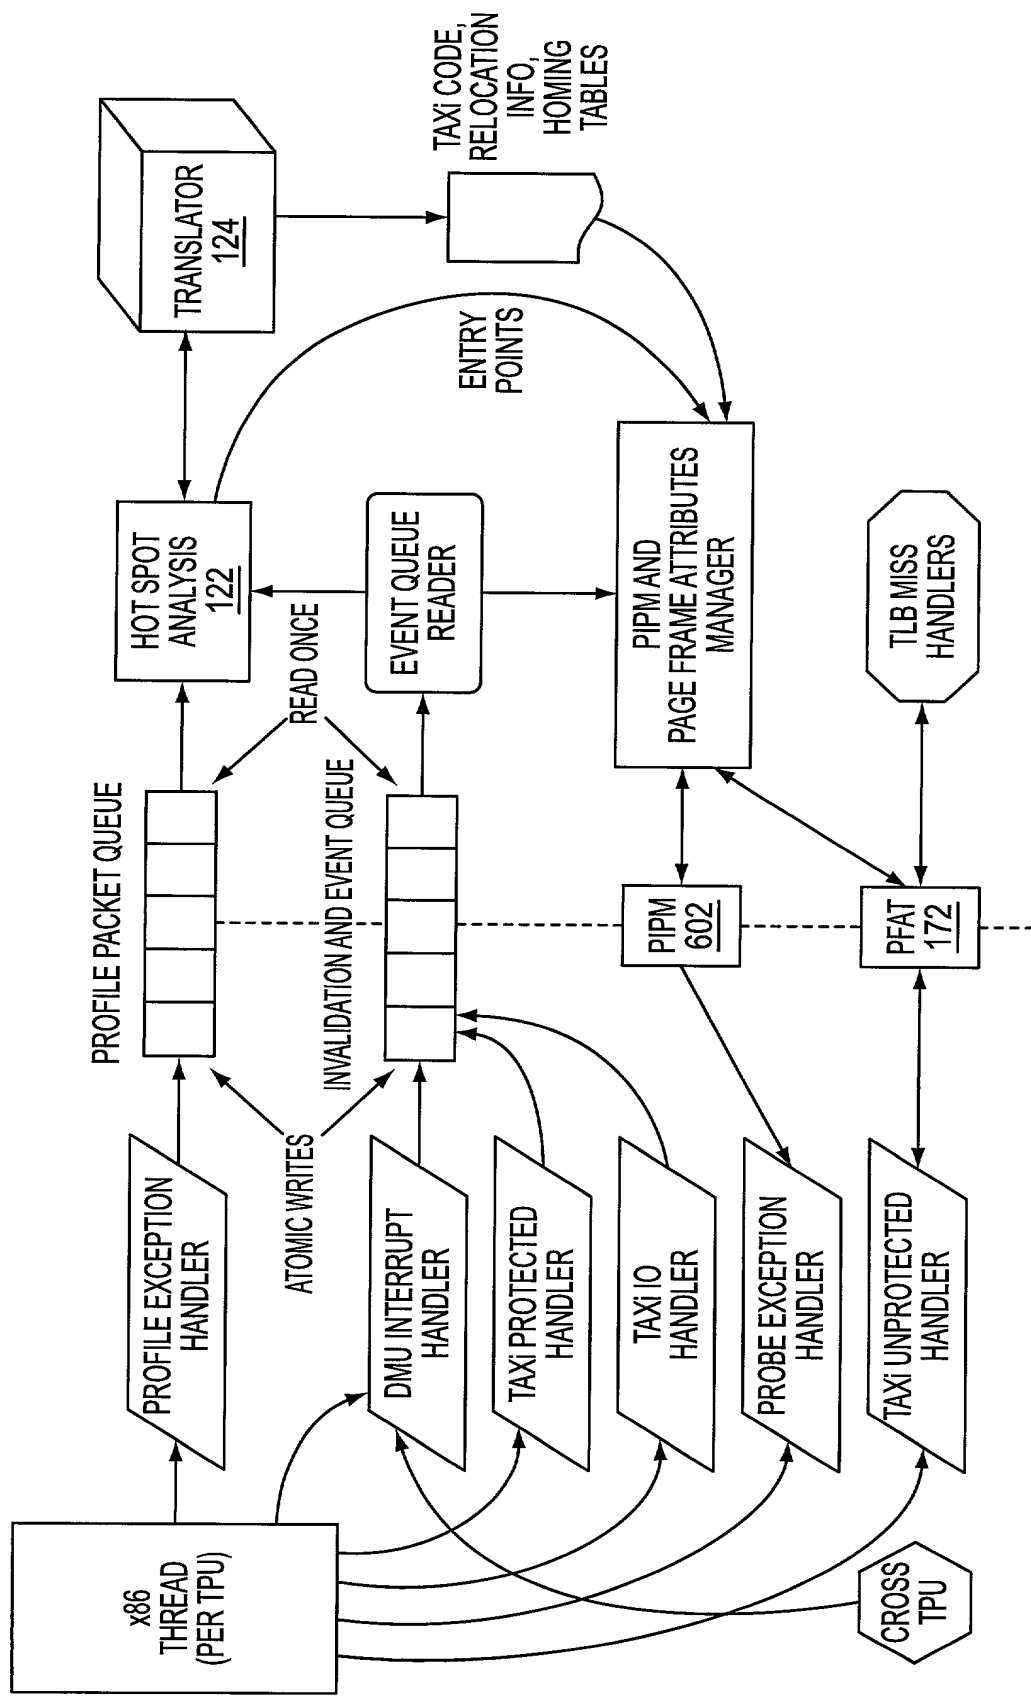 x86
THREAD
(PER TPU)
PROFILE EXCEPTION
HANDLER
PROFILE PACKET QUEUE
HOT SPOT
ANALYSIS
122
TRANSLATOR
124
ATOMIC WRITES
READ ONCE
ENTRY
POINTS
TAXi CODE,
RELOCATION
INFO,
HOMING
TABLES
INVALIDATION AND EVENT QUEUE
DMU INTERRUPT
HANDLER
EVENT QUEUE
READER
TAXi PROTECTED
HANDLER
TAXi IO
HANDLER
PIPM
602
PIPM AND
PAGE FRAME ATTRIBUTES
MANAGER
PROBE EXCEPTION
HANDLER
CROSS
TPU
TAXi UNPROTECTED
HANDLER
PFAT
172
TLB MISS
HANDLERS